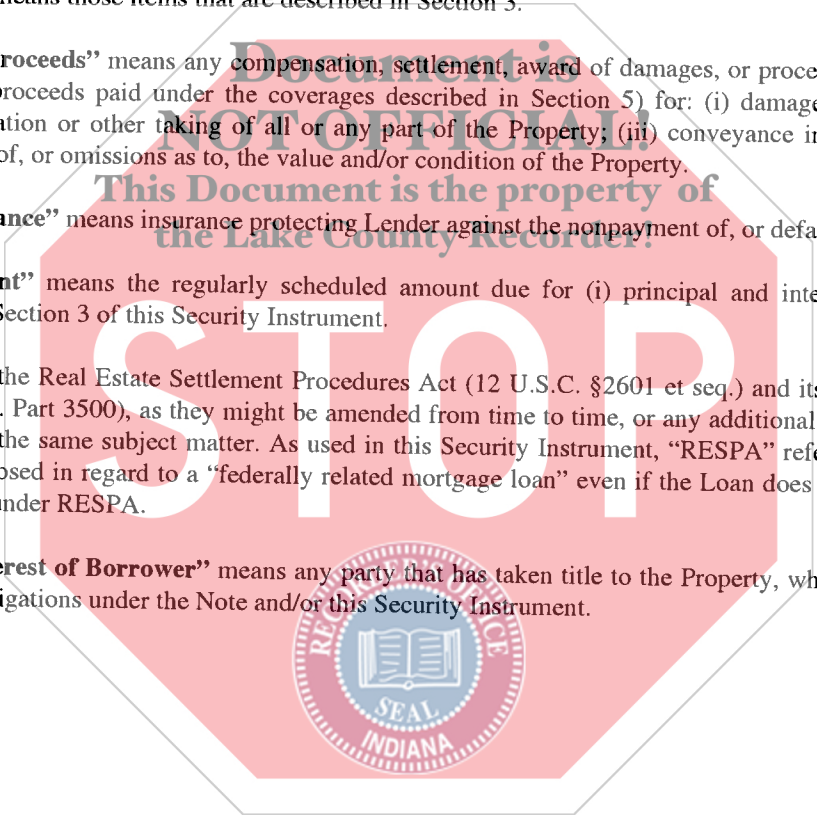 means those items that are described in Section 3.
roceeds” means any compensation, settlement, award of damages, or proce
proceeds paid under the coverages described in Section 5) for: (i) damage
ation or other taking of all or any part of the Property; (iii) conveyance in
of, or omissions as to, the value and/or condition of the Property.
ance” means insurance protecting Lender against the nonpayment of, or defa
nt” means the regularly scheduled amount due for (i) principal and inte
Section 3 of this Security Instrument.
the Real Estate Settlement Procedures Act (12 U.S.C. §2601 et seq.) and its
. Part 3500), as they might be amended from time to time, or any additional
the same subject matter. As used in this Security Instrument, “RESPA” refe
osed in regard to a “federally related mortgage loan” even if the Loan does
under RESPA.
erest of Borrower” means any party that has taken title to the Property, wh
igations under the Note and/or this Security Instrument.
Document is
NOT OFFICIAL!
This Document is the property of
the Lake County Recorder!
STOP
RECORDER'S OFFICE
SEAL
INDIANA